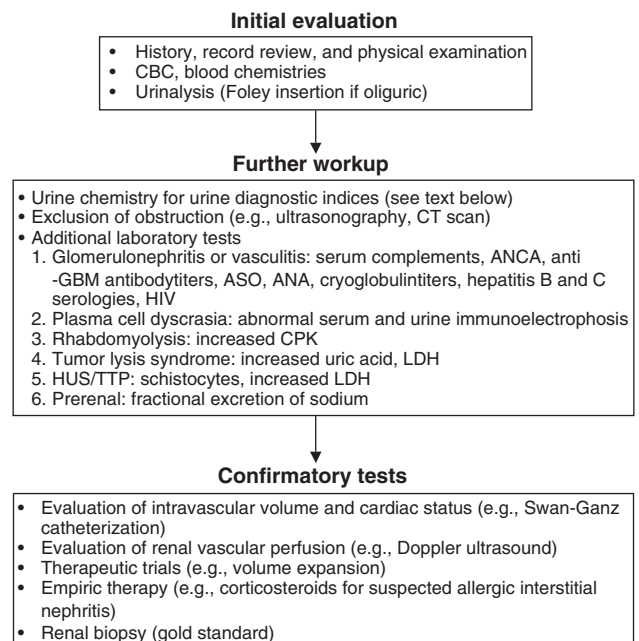 Initial evaluation
• History, record review, and physical examination
• CBC, blood chemistries
• Urinalysis (Foley insertion if oliguric)
Further workup
• Urine chemistry for urine diagnostic indices (see text below)
• Exclusion of obstruction (e.g., ultrasonography, CT scan)
• Additional laboratory tests
1. Glomerulonephritis or vasculitis: serum complements, ANCA, anti
-GBM antibodytiters, ASO, ANA, cryoglobulintiters, hepatitis B and C
serologies, HIV
2. Plasma cell dyscrasia: abnormal serum and urine immunoelectrophosis
3. Rhabdomyolysis: increased CPK
4. Tumor lysis syndrome: increased uric acid, LDH
5. HUS/TTP: schistocytes, increased LDH
6. Prerenal: fractional excretion of sodium
Confirmatory tests
• Evaluation of intravascular volume and cardiac status (e.g., Swan-Ganz
catheterization)
• Evaluation of renal vascular perfusion (e.g., Doppler ultrasound)
• Therapeutic trials (e.g., volume expansion)
• Empiric therapy (e.g., corticosteroids for suspected allergic interstitial
nephritis)
• Renal biopsy (gold standard)